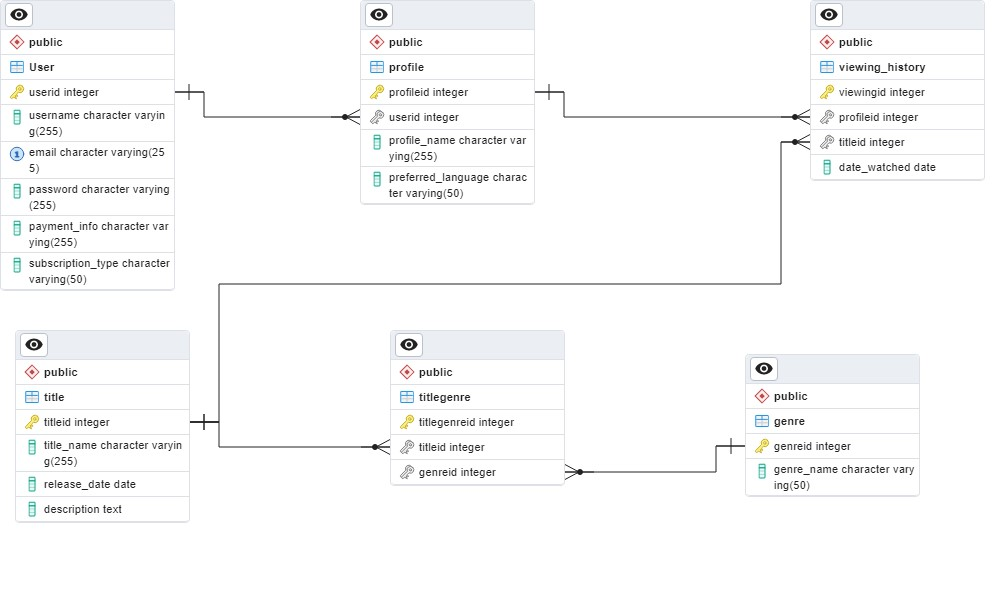 public
User
userid integer
username character varyin
g(255)
email character varying(25
5)
password character varying
(255)
payment_info character var
ying(255)
subscription_type character
varying(50)
public
profile
profileid integer
userid integer
profile_name character var
ying(255)
preferred_language charac
ter varying(50)
public
viewing_history
viewingid integer
profileid integer
titleid integer
date_watched date
public
title
titleid integer
title_name character varyin
g(255)
release_date date
description text
public
titlegenre
titlegenreid integer
titleid integer
genreid integer
public
genre
genreid integer
genre_name character vary
ing(50)